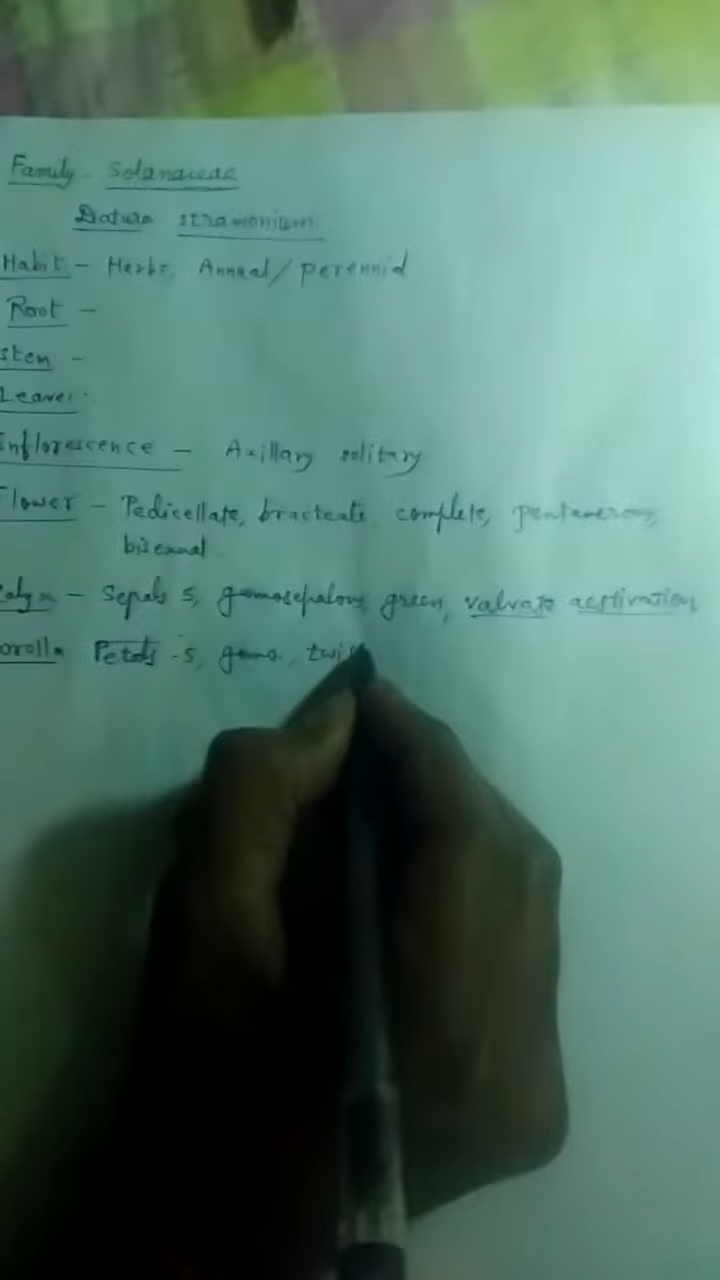 Family - Solanaceae
Datura stramonium
Habit - Herbs, Annual/perennial
Root -
stem -
Leaves.
inflorescence - Axillary solitary
Flower - Pedicellate, bracteate, complete, pentamerous,
bisexual
calyx - Sepals 5, gamosepalous, green, valvate aestivation,
orolla Petals -5, gamo., twis